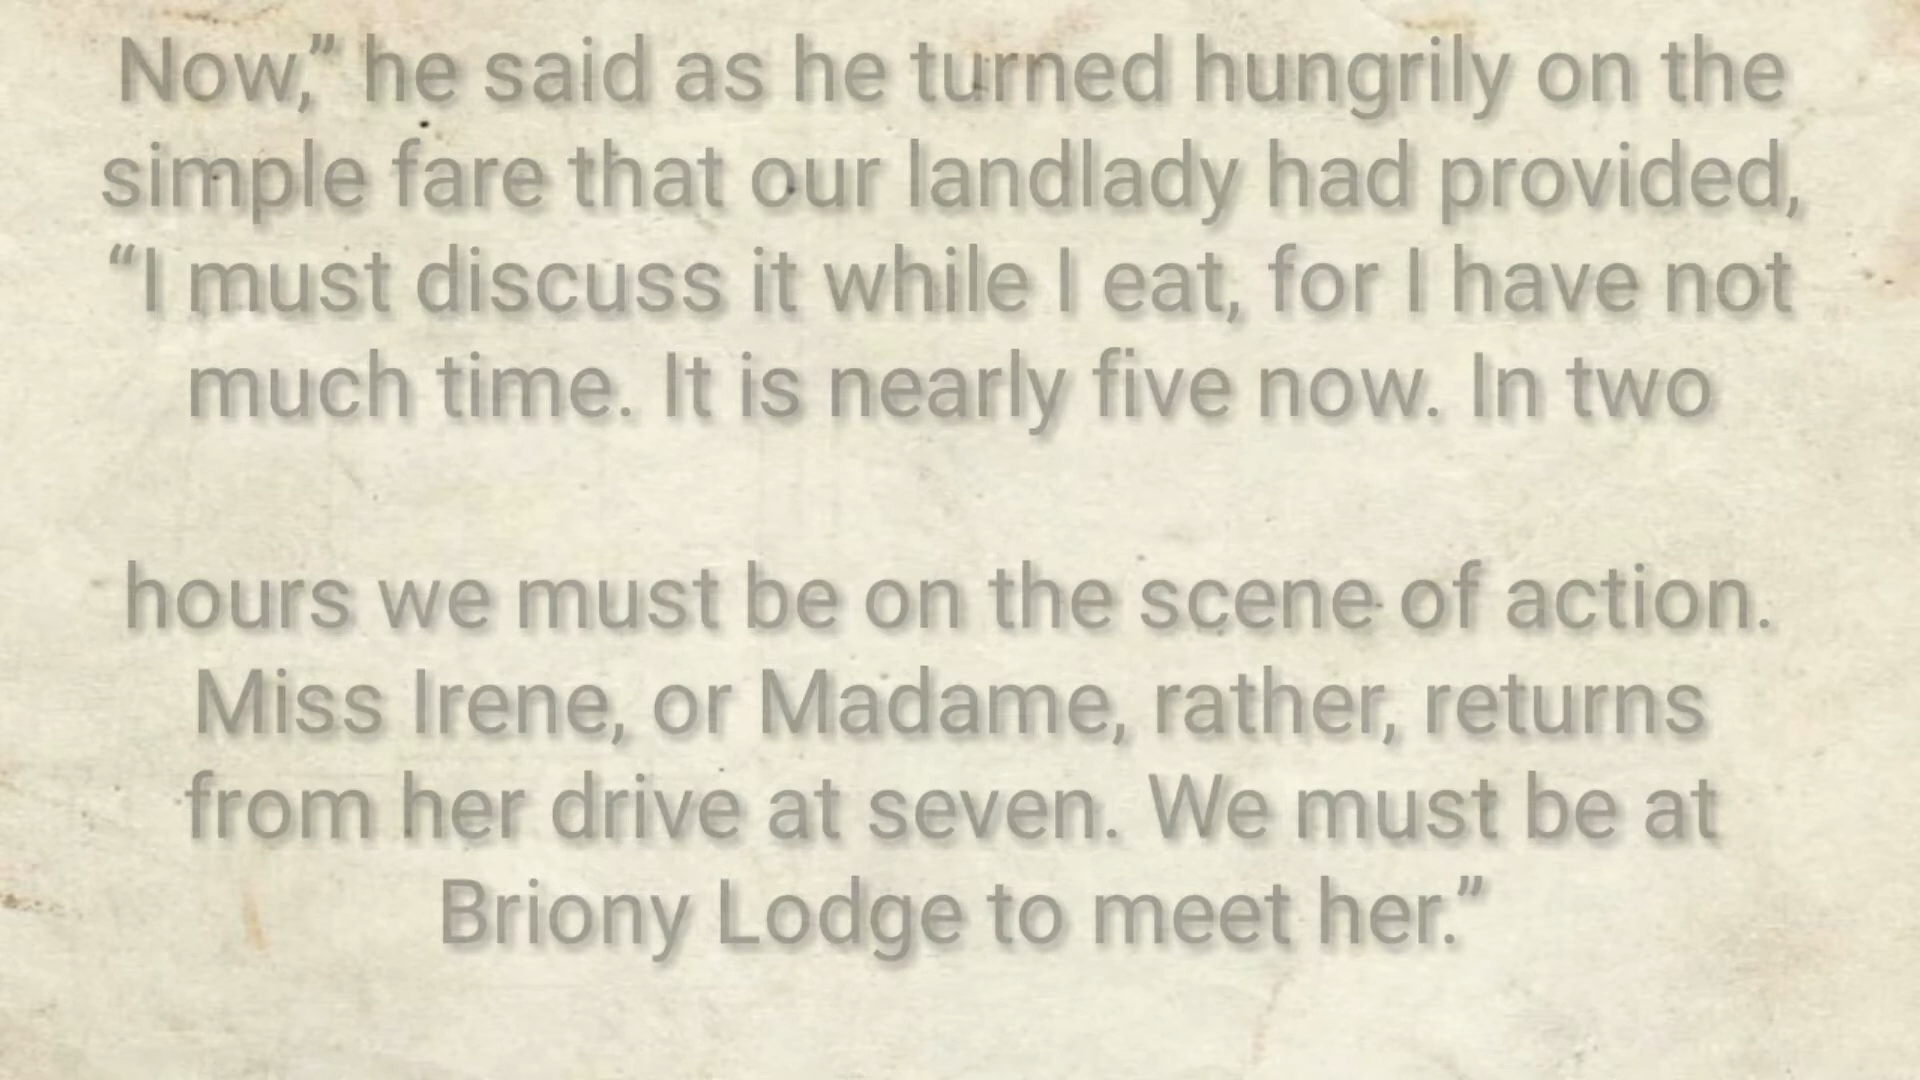 Now,” he said as he turned hungrily on the
simple fare that our landlady had provided,
“I must discuss it while I eat, for I have not
much time. It is nearly five now. In two
hours we must be on the scene of action.
Miss Irene, or Madame, rather, returns
from her drive at seven. We must be at
Briony Lodge to meet her.”